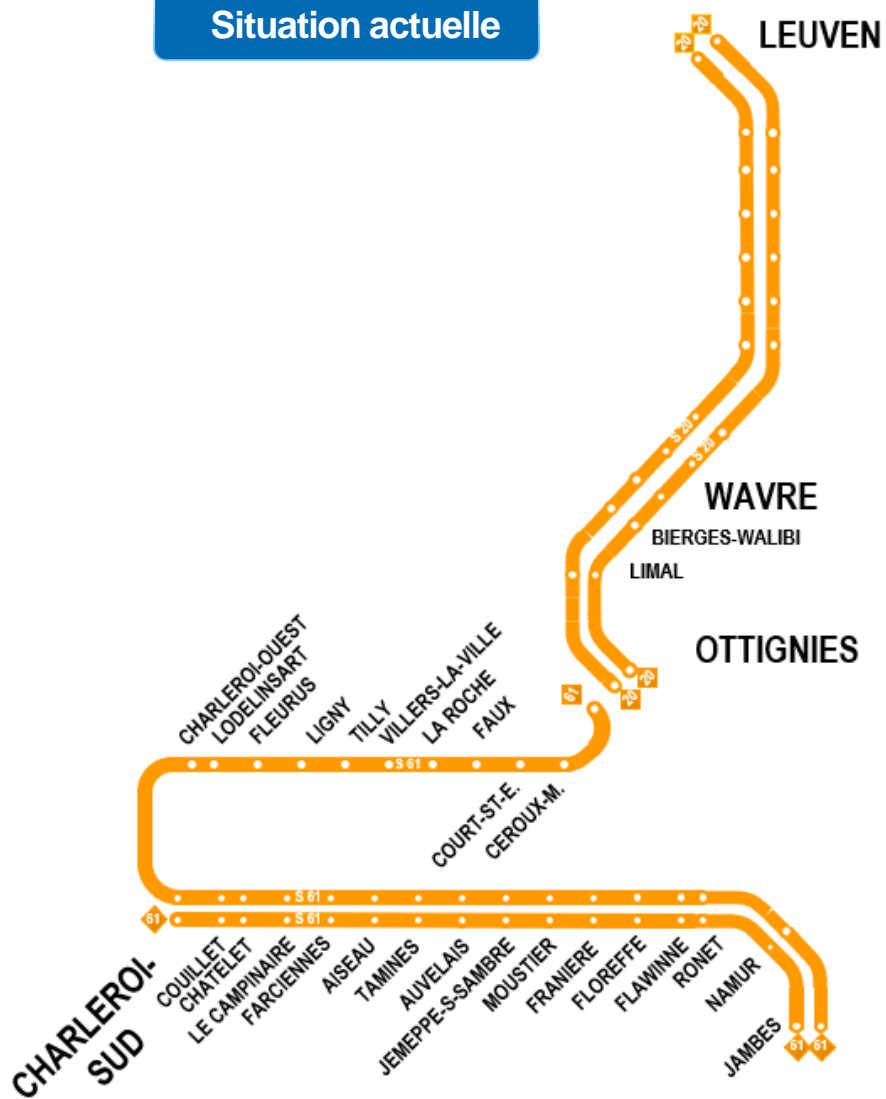 Situation actuelle
20
20
LEUVEN
S 20
S 20
WAVRE
BIERGES-WALIBI
LIMAL
OTTIGNIES
20
20
61
CHARLEROI-OUEST
LODELINSART
FLEURUS
LIGNY
TILLY
VILLERS-LA-VILLE
LA ROCHE
FAUX
S 61
COURT-ST-E.
CEROUX-M.
S 61
61
S 61
CHARLEROI-
SUD
COUILLET
CHATELET
LE CAMPINAIRE
FARCIENNES
AISEAU
TAMINES
AUVELAIS
JEMEPPE-S-SAMBRE
MOUSTIER
FRANIERE
FLOREFFE
FLAWINNE
RONET
NAMUR
JAMBES
61
61